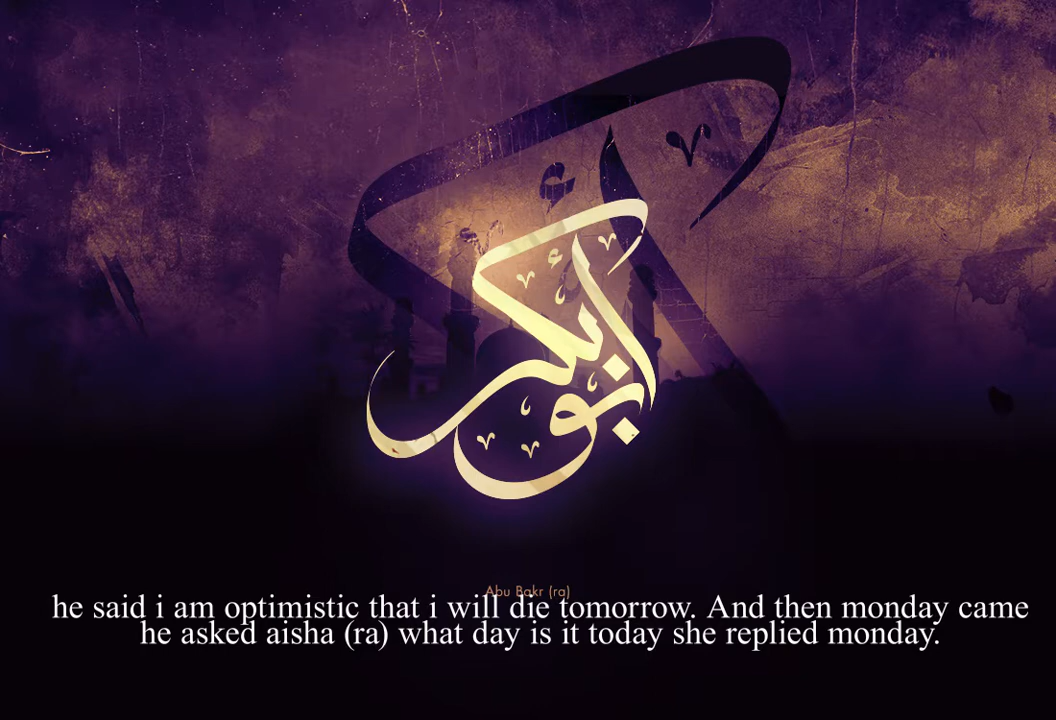 أبو بكر
Abu Bakr (ra)
he said i am optimistic that i will die tomorrow. And then monday came
he asked aisha (ra) what day is it today she replied monday.